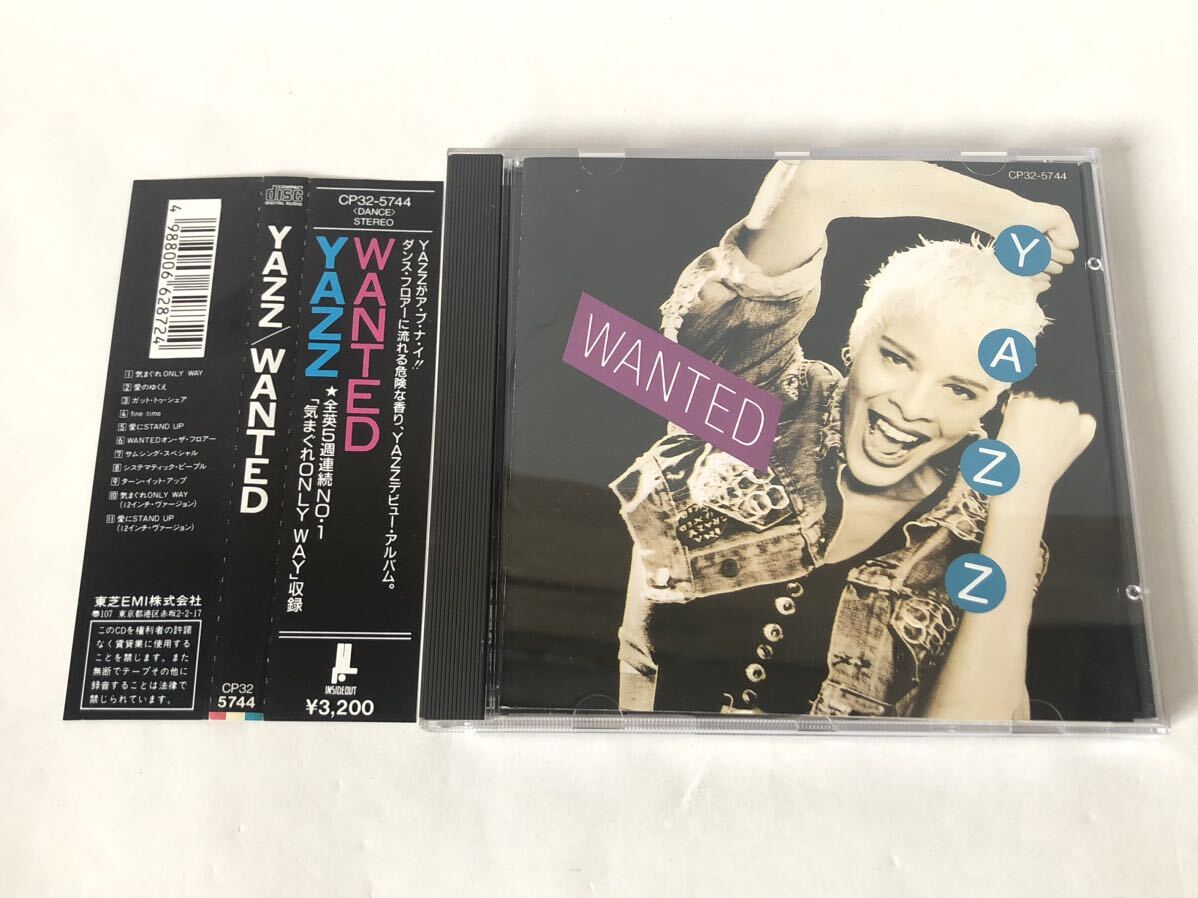 4 988006 628724
1 気まぐれONLY WAY
2 愛のゆくえ
3 ガット・トゥ・シェア
4 fine time
5 愛にSTAND UP
6 WANTEDオン・ザ・フロアー
7 サムシング・スペシャル
8 システマティック・ピープル
9 ターン・イット・アップ
10 気まぐれONLY WAY
(12インチ・ヴァージョン)
11 愛にSTAND UP
(12インチ・ヴァージョン)
東芝EMI株式会社
〒107 東京都港区赤坂2-2-17
このCDを権利者の許諾
なく賃貸業に使用する
ことを禁じます。また
無断でテープその他に
録音することは法律で
禁じられています。
COMPACT
disc
DIGITAL AUDIO
YAZZ/WANTED
CP32
5744
CP32-5744
〈DANCE〉
STEREO
YAZZがア・ブ・ナ・イ!!
ダンス・フロアーに流れる危険な香り、YAZZデビュー・アルバム。
WANTED
YAZZ
★全英5週連続NO.1
「気まぐれONLY WAY」収録
INSIDEOUT
¥3,200
CP32-5744
WANTED
Y
A
Z
Z